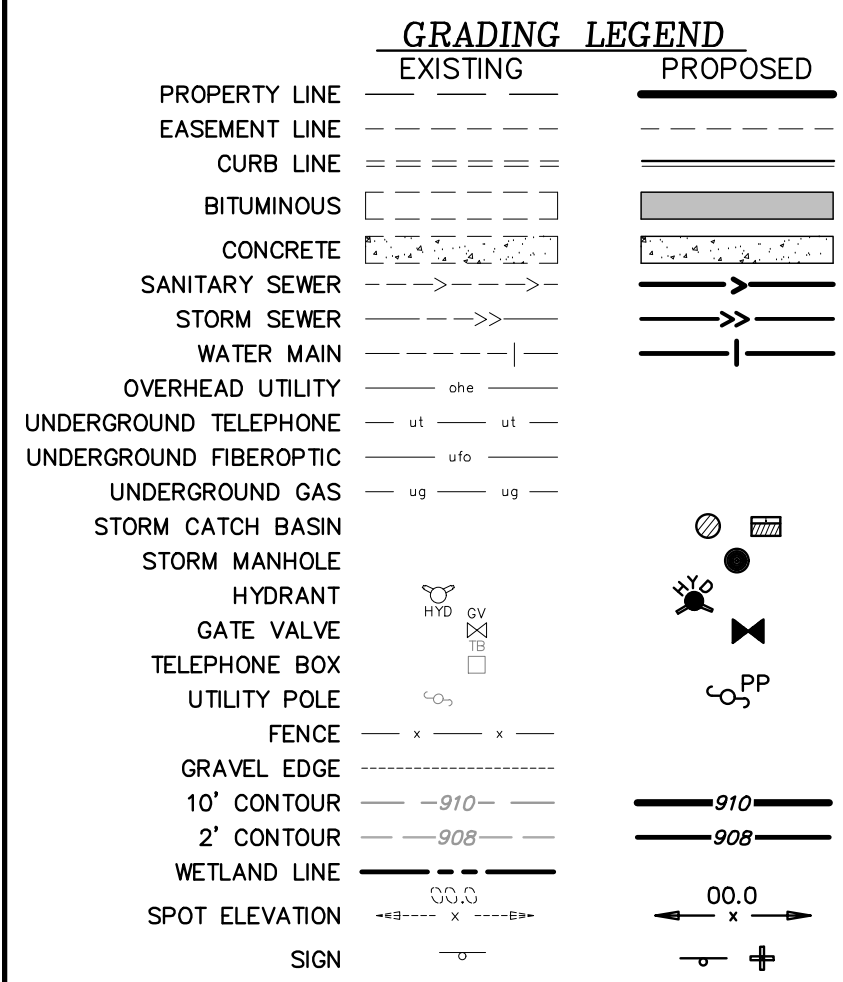 GRADING LEGEND
EXISTING PROPOSED
PROPERTY LINE
EASEMENT LINE
CURB LINE
BITUMINOUS
CONCRETE
SANITARY SEWER
STORM SEWER
WATER MAIN
OVERHEAD UTILITY ohe
UNDERGROUND TELEPHONE ut ut
UNDERGROUND FIBEROPTIC ufo
UNDERGROUND GAS ug ug
STORM CATCH BASIN
STORM MANHOLE
HYDRANT HYD HYD
GATE VALVE GV
TELEPHONE BOX TB
UTILITY POLE PP
FENCE x x
GRAVEL EDGE
10' CONTOUR 910 910
2' CONTOUR 908 908
WETLAND LINE
00.0 00.0
SPOT ELEVATION x x
SIGN